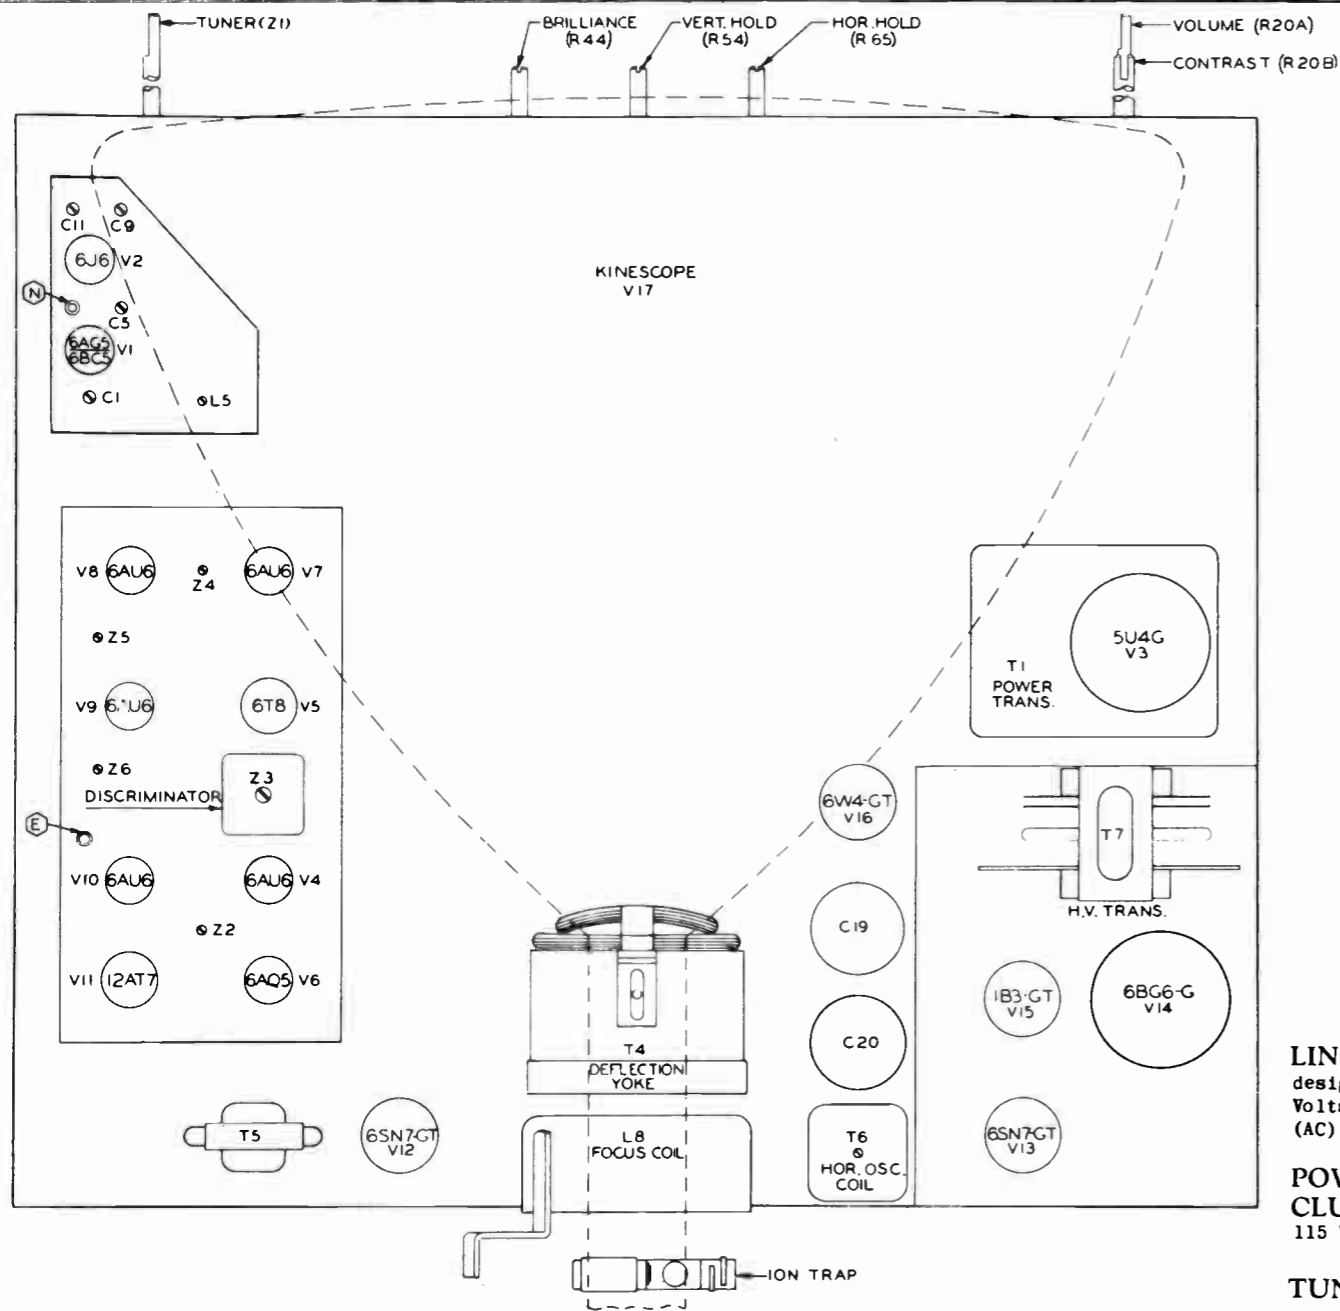 TUNER(Z1)
BRILLIANCE
(R44)
VERT. HOLD
(R54)
HOR. HOLD
(R65)
VOLUME (R20A)
CONTRAST (R20B)
C11
C9
6J6
V2
N
C5
6AG5
6BC5
V1
C1
L5
KINESCOPE
V17
V8
6AU6
Z4
6AU6
V7
Z5
V9
6T8
V5
Z6
Z3
DISCRIMINATOR
E
V10
6AU6
6AU6
V4
Z2
V11
12AT7
6AQ5
V6
5U4G
V3
T1
POWER
TRANS.
6W4-GT
V16
T7
H.V. TRANS.
C19
1B3-GT
V15
6BG6-G
V14
C20
T4
DEFLECTION
YOKE
T5
6SN7-GT
V12
L8
FOCUS COIL
T6
HOR. OSC.
COIL
6SN7-GT
V13
ION TRAP
LIN
desig
Volts
(AC)
POW
CLU
115
TUN